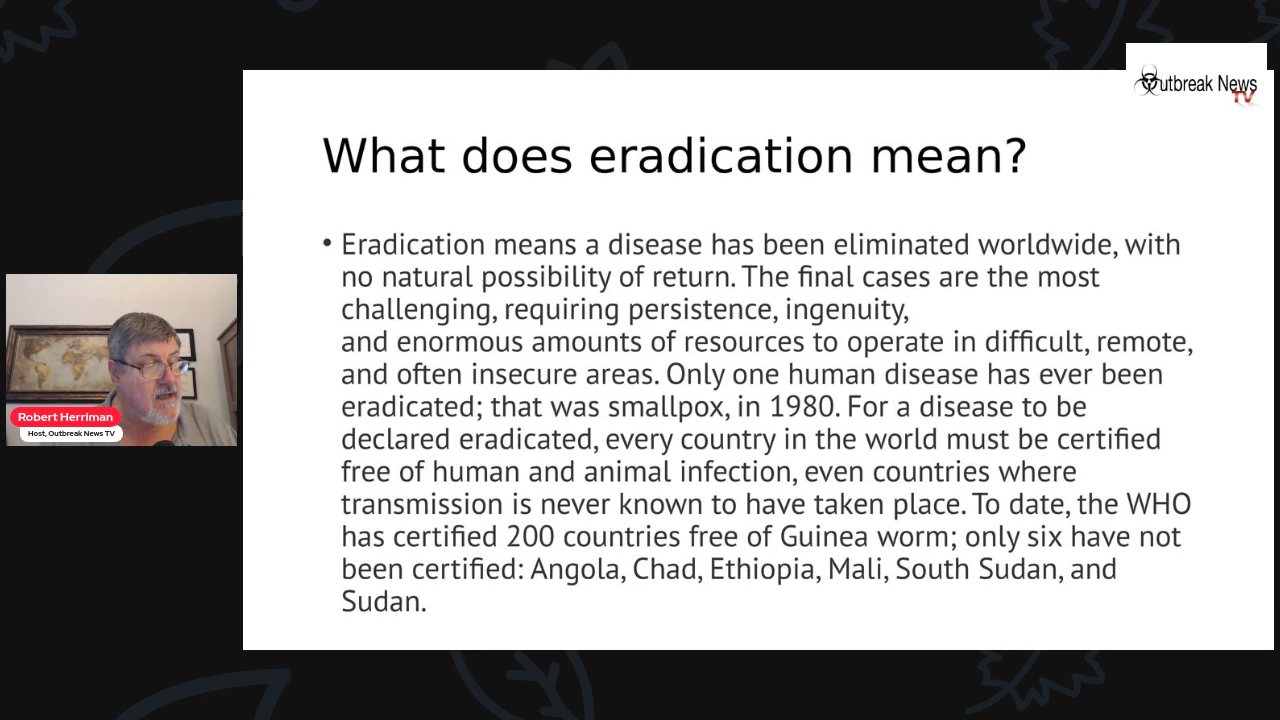 Outbreak News
TV
What does eradication mean?
• Eradication means a disease has been eliminated worldwide, with
no natural possibility of return. The final cases are the most
challenging, requiring persistence, ingenuity,
and enormous amounts of resources to operate in difficult, remote,
and often insecure areas. Only one human disease has ever been
eradicated; that was smallpox, in 1980. For a disease to be
declared eradicated, every country in the world must be certified
free of human and animal infection, even countries where
transmission is never known to have taken place. To date, the WHO
has certified 200 countries free of Guinea worm; only six have not
been certified: Angola, Chad, Ethiopia, Mali, South Sudan, and
Sudan.
Robert Herriman
Host, Outbreak News TV